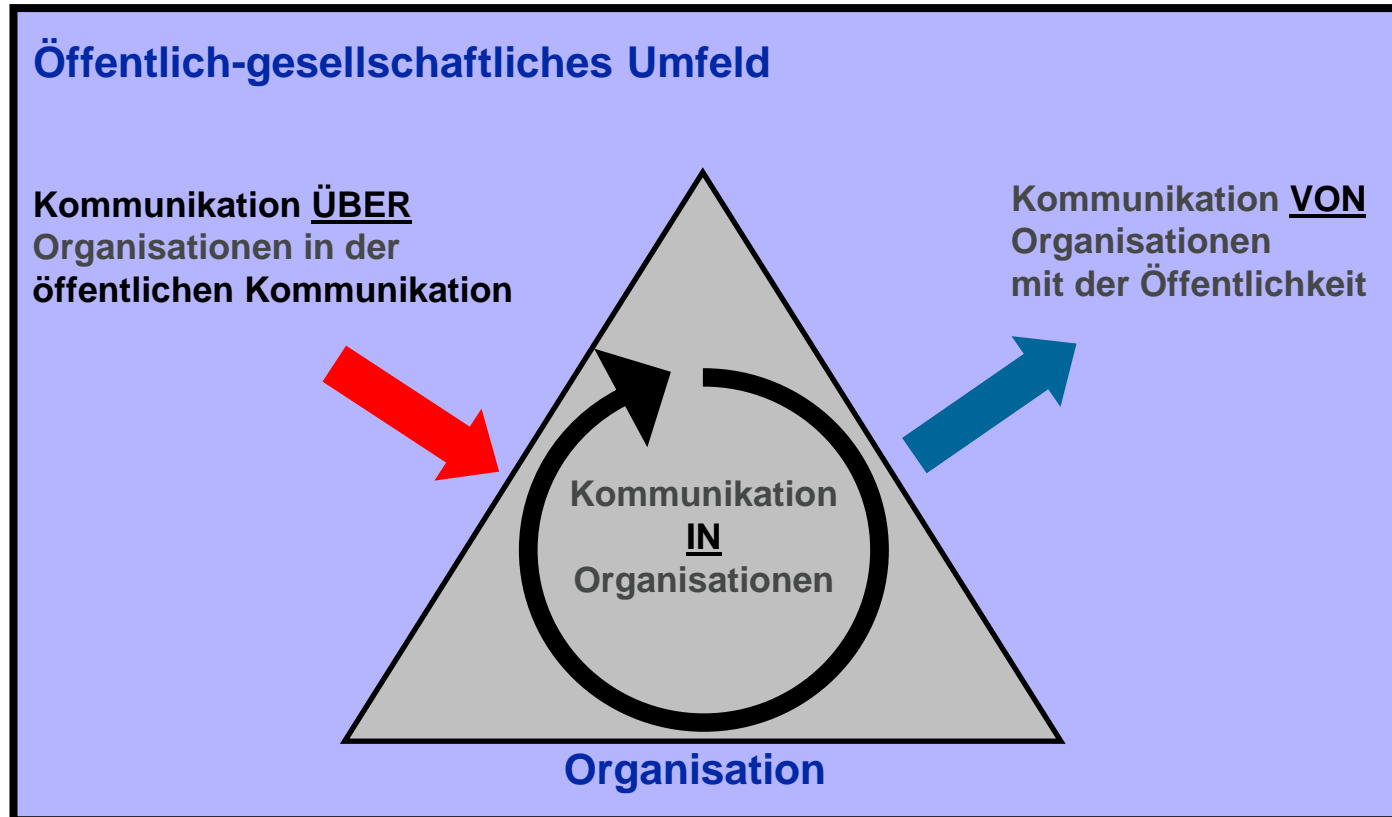 Öffentlich-gesellschaftliches Umfeld
Kommunikation ÜBER
Organisationen in der
öffentlichen Kommunikation
Kommunikation VON
Organisationen
mit der Öffentlichkeit
Kommunikation
IN
Organisationen
Organisation